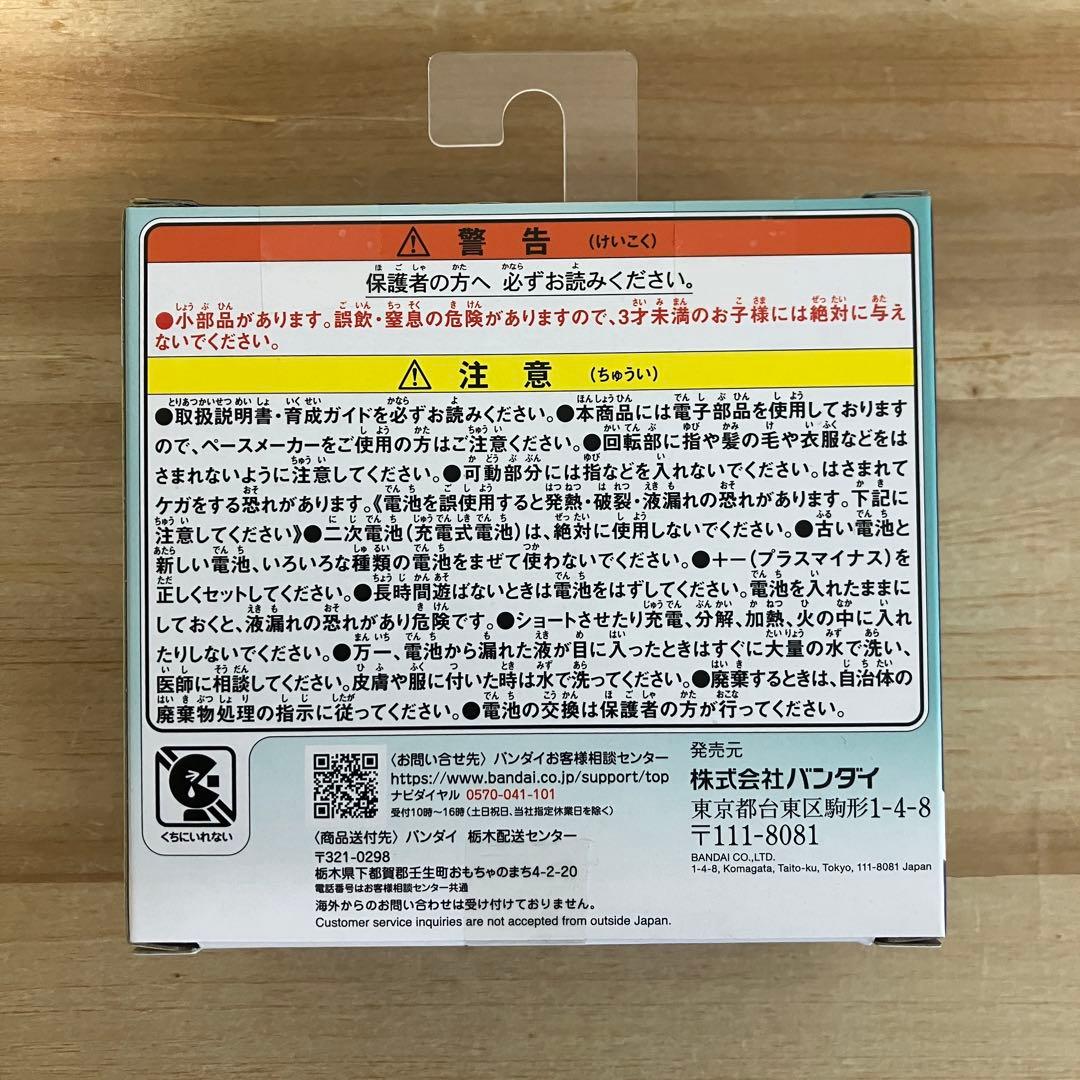 ⚠ 警告 (けいこく)
保護者の方へ 必ずお読みください。
●小部品があります。誤飲・窒息の危険がありますので、3才未満のお子様には絶対に与え
ないでください。
⚠ 注意 (ちゅうい)
●取扱説明書・育成ガイドを必ずお読みください。●本商品には電子部品を使用しております
ので、ペースメーカーをご使用の方はご注意ください。●回転部に指や髪の毛や衣服などをは
さまれないように注意してください。●可動部分には指などを入れないでください。はさまれて
ケガをする恐れがあります。《電池を誤使用すると発熱・破裂・液漏れの恐れがあります。下記に
注意してください》●二次電池(充電式電池)は、絶対に使用しないでください。●古い電池と
新しい電池、いろいろな種類の電池をまぜて使わないでください。●+-(プラスマイナス)を
正しくセットしてください。●長時間遊ばないときは電池をはずしてください。電池を入れたままに
しておくと、液漏れの恐れがあり危険です。●ショートさせたり充電、分解、加熱、火の中に入れ
たりしないでください。●万一、電池から漏れた液が目に入ったときはすぐに大量の水で洗い、
医師に相談してください。皮膚や服に付いた時は水で洗ってください。●廃棄するときは、自治体の
廃棄物処理の指示に従ってください。●電池の交換は保護者の方が行ってください。
くちにいれない
〈お問い合せ先〉バンダイお客様相談センター
https://www.bandai.co.jp/support/top
ナビダイヤル 0570-041-101
受付10時〜16時(土日祝日、当社指定休業日を除く)
〈商品送付先〉バンダイ 栃木配送センター
〒321-0298
栃木県下都賀郡壬生町おもちゃのまち4-2-20
電話番号はお客様相談センター共通
海外からのお問い合わせは受け付けておりません。
Customer service inquiries are not accepted from outside Japan.
発売元
株式会社バンダイ
東京都台東区駒形1-4-8
〒111-8081
BANDAI CO.,LTD.
1-4-8, Komagata, Taito-ku, Tokyo, 111-8081 Japan